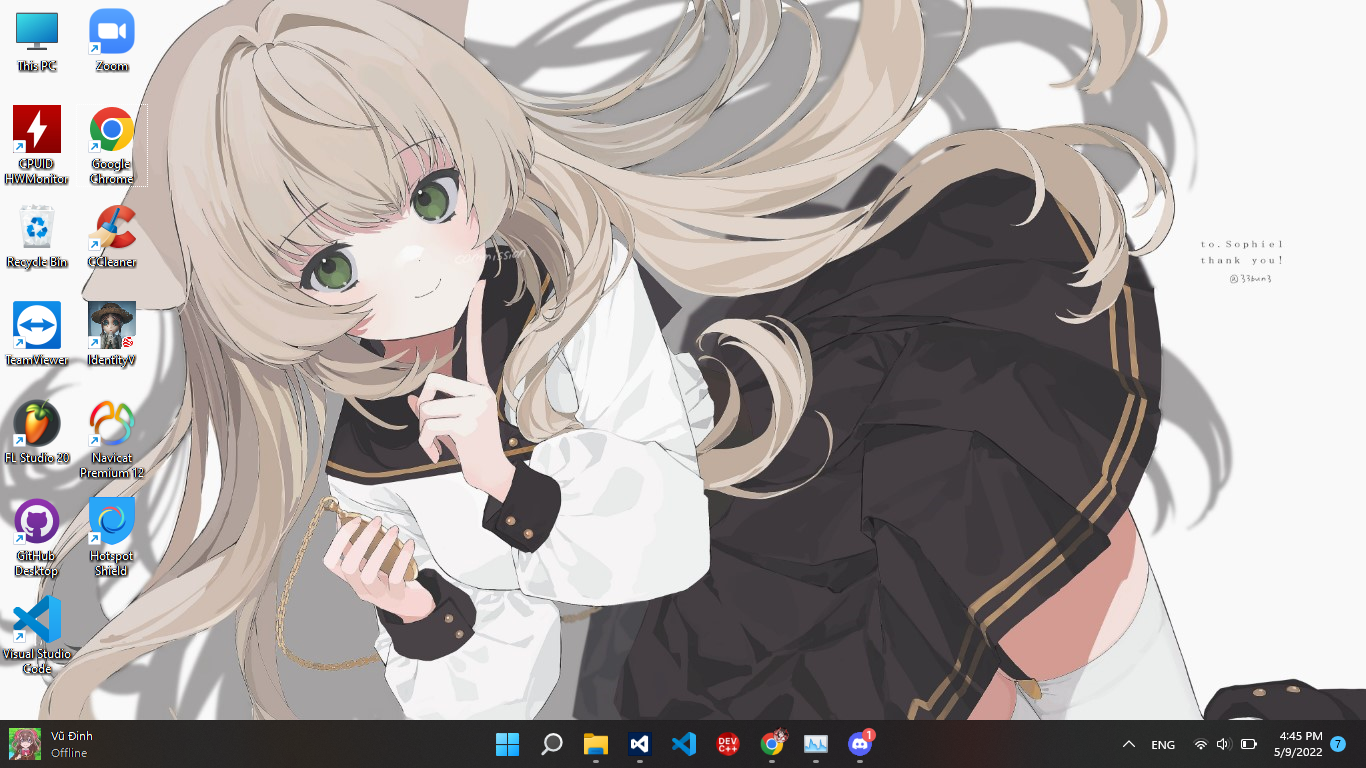 This PC
Zoom
CPUID
HWMonitor
Google
Chrome
Recycle Bin
CCleaner
TeamViewer
IdentityV
FL Studio 20
Navicat
Premium 12
GitHub
Desktop
Hotspot
Shield
Visual Studio
Code
commission
to.Sophiel
thank you!
@33bun3
Vũ Đinh
Offline
DEV
C++
1
ENG
4:45 PM
5/9/2022
7